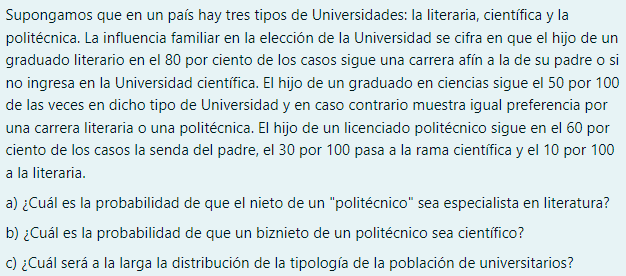 Supongamos que en un país hay tres tipos de Universidades: la literaria, científica y la
politécnica. La influencia familiar en la elección de la Universidad se cifra en que el hijo de un
graduado literario en el 80 por ciento de los casos sigue una carrera afín a la de su padre o si
no ingresa en la Universidad científica. El hijo de un graduado en ciencias sigue el 50 por 100
de las veces en dicho tipo de Universidad y en caso contrario muestra igual preferencia por
una carrera literaria o una politécnica. El hijo de un licenciado politécnico sigue en el 60 por
ciento de los casos la senda del padre, el 30 por 100 pasa a la rama científica y el 10 por 100
a la literaria.
a) ¿Cuál es la probabilidad de que el nieto de un "politécnico" sea especialista en literatura?
b) ¿Cuál es la probabilidad de que un biznieto de un politécnico sea científico?
c) ¿Cuál será a la larga la distribución de la tipología de la población de universitarios?